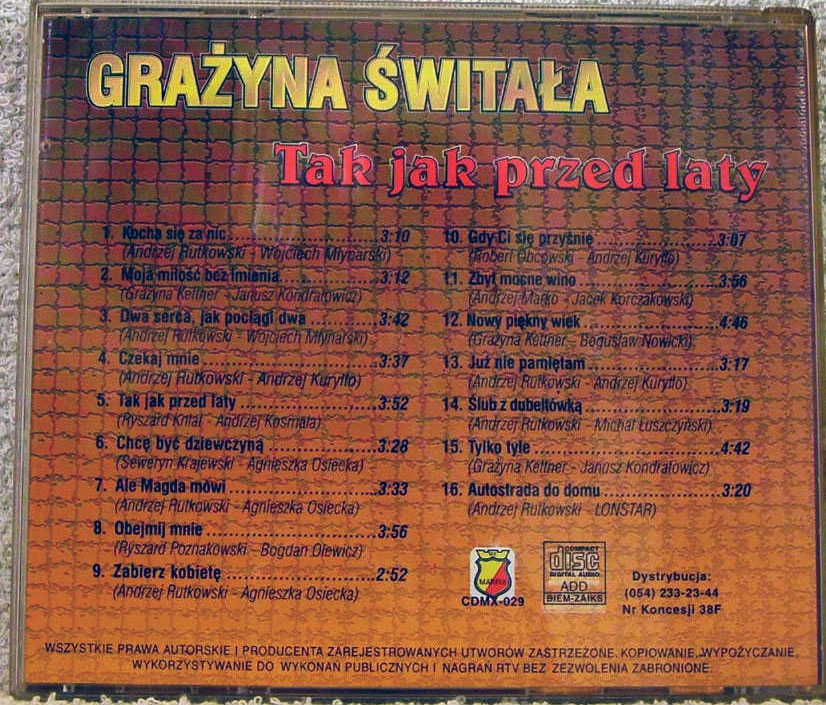 GRAŻYNA ŚWITAŁA
Tak jak przed laty
1. Kocha się za nic 3:10
(Andrzej Rutkowski - Wojciech Młynarski)
2. Moja miłość bez imienia 3:12
(Grażyna Kettner - Janusz Kondratowicz)
3. Dwa serca, jak pociągi dwa 3:42
(Andrzej Rutkowski - Wojciech Młynarski)
4. Czekaj mnie 3:37
(Andrzej Rutkowski - Andrzej Kuryłło)
5. Tak jak przed laty 3:52
(Ryszard Kniat - Andrzej Kosmala)
6. Chcę być dziewczyną 3:28
(Seweryn Krajewski - Agnieszka Osiecka)
7. Ale Magda mówi 3:33
(Andrzej Rutkowski - Agnieszka Osiecka)
8. Obejmij mnie 3:56
(Ryszard Poznakowski - Bogdan Olewicz)
9. Zabierz kobietę 2:52
(Andrzej Rutkowski - Agnieszka Osiecka)
10. Gdy Ci się przyśnię 3:07
(Robert Obcowski - Andrzej Kuryłło)
11. Zbyt mocne wino 3:56
(Andrzej Marko - Jacek Korczakowski)
12. Nowy piękny wiek 4:46
(Grażyna Kettner - Bogusław Nowicki)
13. Już nie pamiętam 3:17
(Andrzej Rutkowski - Andrzej Kuryłło)
14. Ślub z dubeltówką 3:19
(Andrzej Rutkowski - Michał Łuszczyński)
15. Tylko tyle 4:42
(Grażyna Kettner - Janusz Kondratowicz)
16. Autostrada do domu 3:20
(Andrzej Rutkowski - LONSTAR)
CDMX-029
COMPACT
disc
DIGITAL AUDIO
ADD
BIEM-ZAIKS
Dystrybucja:
(054) 233-23-44
Nr Koncesji 38F
WSZYSTKIE PRAWA AUTORSKIE I PRODUCENTA ZAREJESTROWANYCH UTWORÓW ZASTRZEŻONE. KOPIOWANIE, WYPOŻYCZANIE,
WYKORZYSTYWANIE DO WYKONAŃ PUBLICZNYCH I NAGRAŃ RTV BEZ ZEZWOLENIA ZABRONIONE.